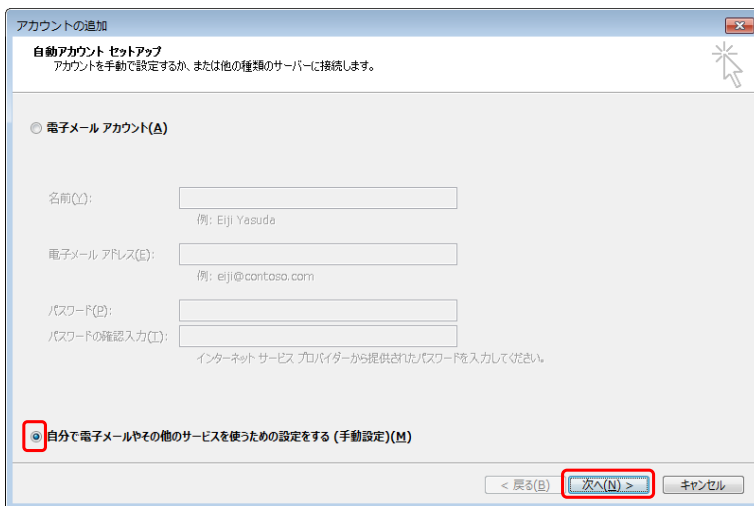 アカウントの追加
自動アカウント セットアップ
アカウントを手動で設定するか、または他の種類のサーバーに接続します。
電子メール アカウント(A)
名前(Y):
例: Eiji Yasuda
電子メール アドレス(E):
例: eiji@contoso.com
パスワード(P):
パスワードの確認入力(T):
インターネット サービス プロバイダーから提供されたパスワードを入力してください。
自分で電子メールやその他のサービスを使うための設定をする (手動設定)(M)
< 戻る(B) 次へ(N) > キャンセル